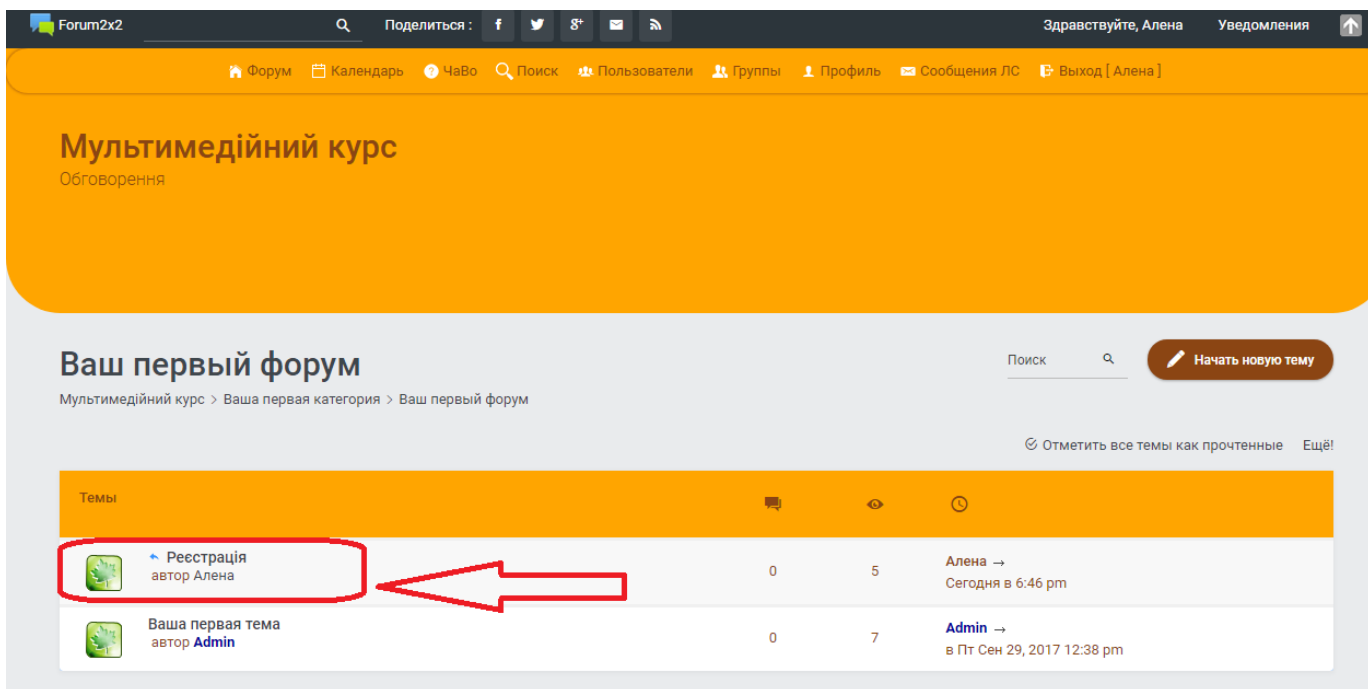 Forum2x2 Поделиться : f g+ Здравствуйте, Алена Уведомления
Форум Календарь ? ЧаВо Поиск Пользователи Группы Профиль Сообщения ЛС Выход [ Алена ]
Мультимедійний курс
Обговорення
Ваш первый форум
Поиск Начать новую тему
Мультимедійний курс > Ваша первая категория > Ваш первый форум
Отметить все темы как прочтенные Ещё!
Темы
Реєстрація
автор Алена
0 5
Алена →
Сегодня в 6:46 pm
Ваша первая тема
автор Admin
0 7
Admin →
в Пт Сен 29, 2017 12:38 pm